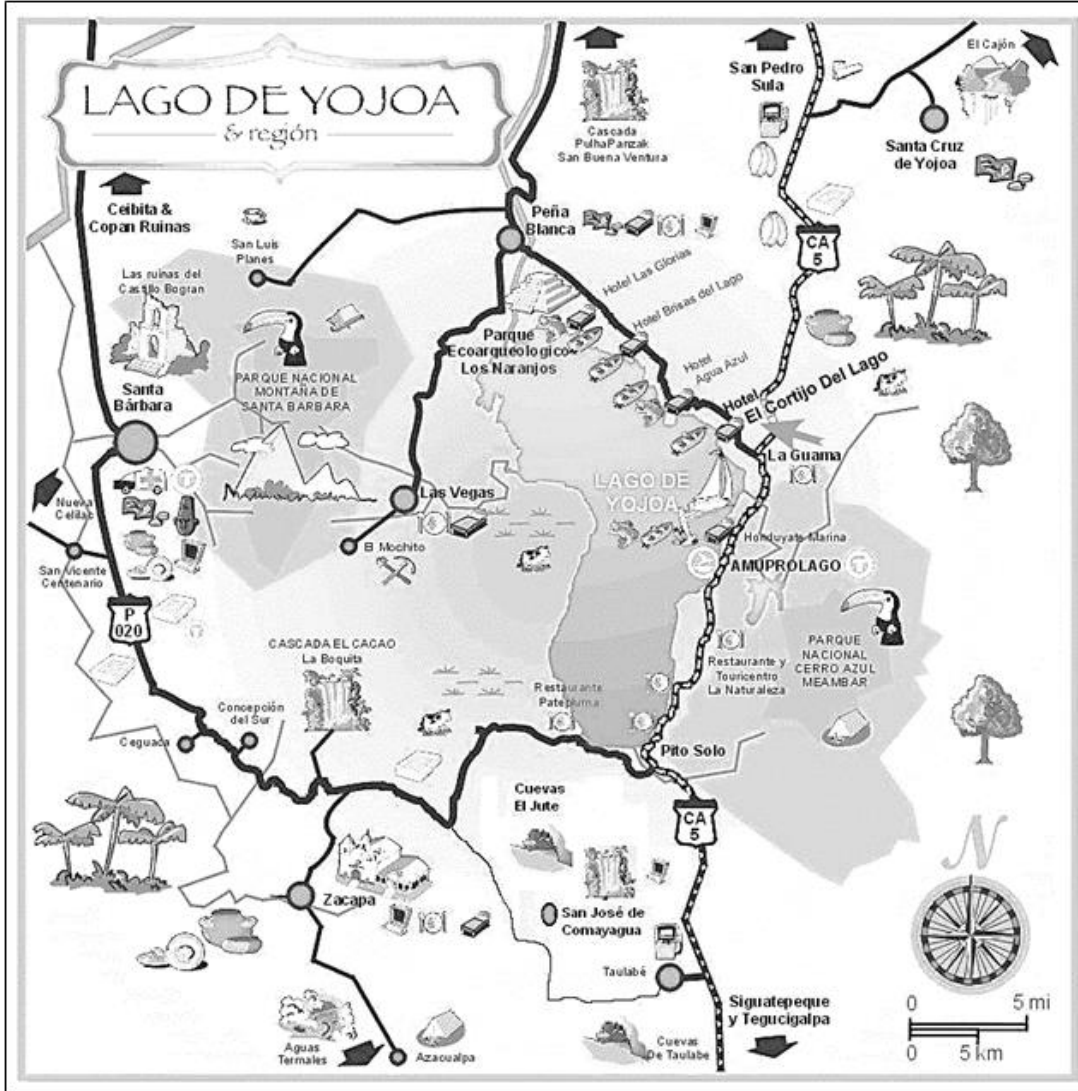 LAGO DE YOJOA
& región
San Pedro
Sula
El Cajón
Santa Cruz
de Yojoa
Cascada
PulhaPanzak
San Buena Ventura
Ceibita &
Copan Ruinas
San Luis
Planes
Peña
Blanca
CA
5
Las ruinas del
Castillo Bogran
Hotel Las Glorias
Hotel Brisas del Lago
Parque
Ecoarqueologico
Los Naranjos
Hotel
Agua Azul
Hotel
El Cortijo Del Lago
Santa
Bárbara
PARQUE NACIONAL
MONTAÑA DE
SANTA BARBARA
La Guama
Las Vegas
LAGO DE
YOJOA
Nueva
Celilac
El Mochito
Honduyate Marina
AMUPROLAGO
San Vicente
Centenario
P
020
PARQUE
NACIONAL
CERRO AZUL
MEAMBAR
CASCADA EL CACAO
La Boquita
Restaurante y
Touricentro
La Naturaleza
Restaurante
Patepluma
Concepción
del Sur
Ceguaca
Pito Solo
Cuevas
El Jute
CA
5
N
Zacapa
San José de
Comayagua
Taulabé
Siguatepeque
y Tegucigalpa
Aguas
Termales
Azacualpa
Cuevas
De Taulabe
0 5 mi
0 5 km